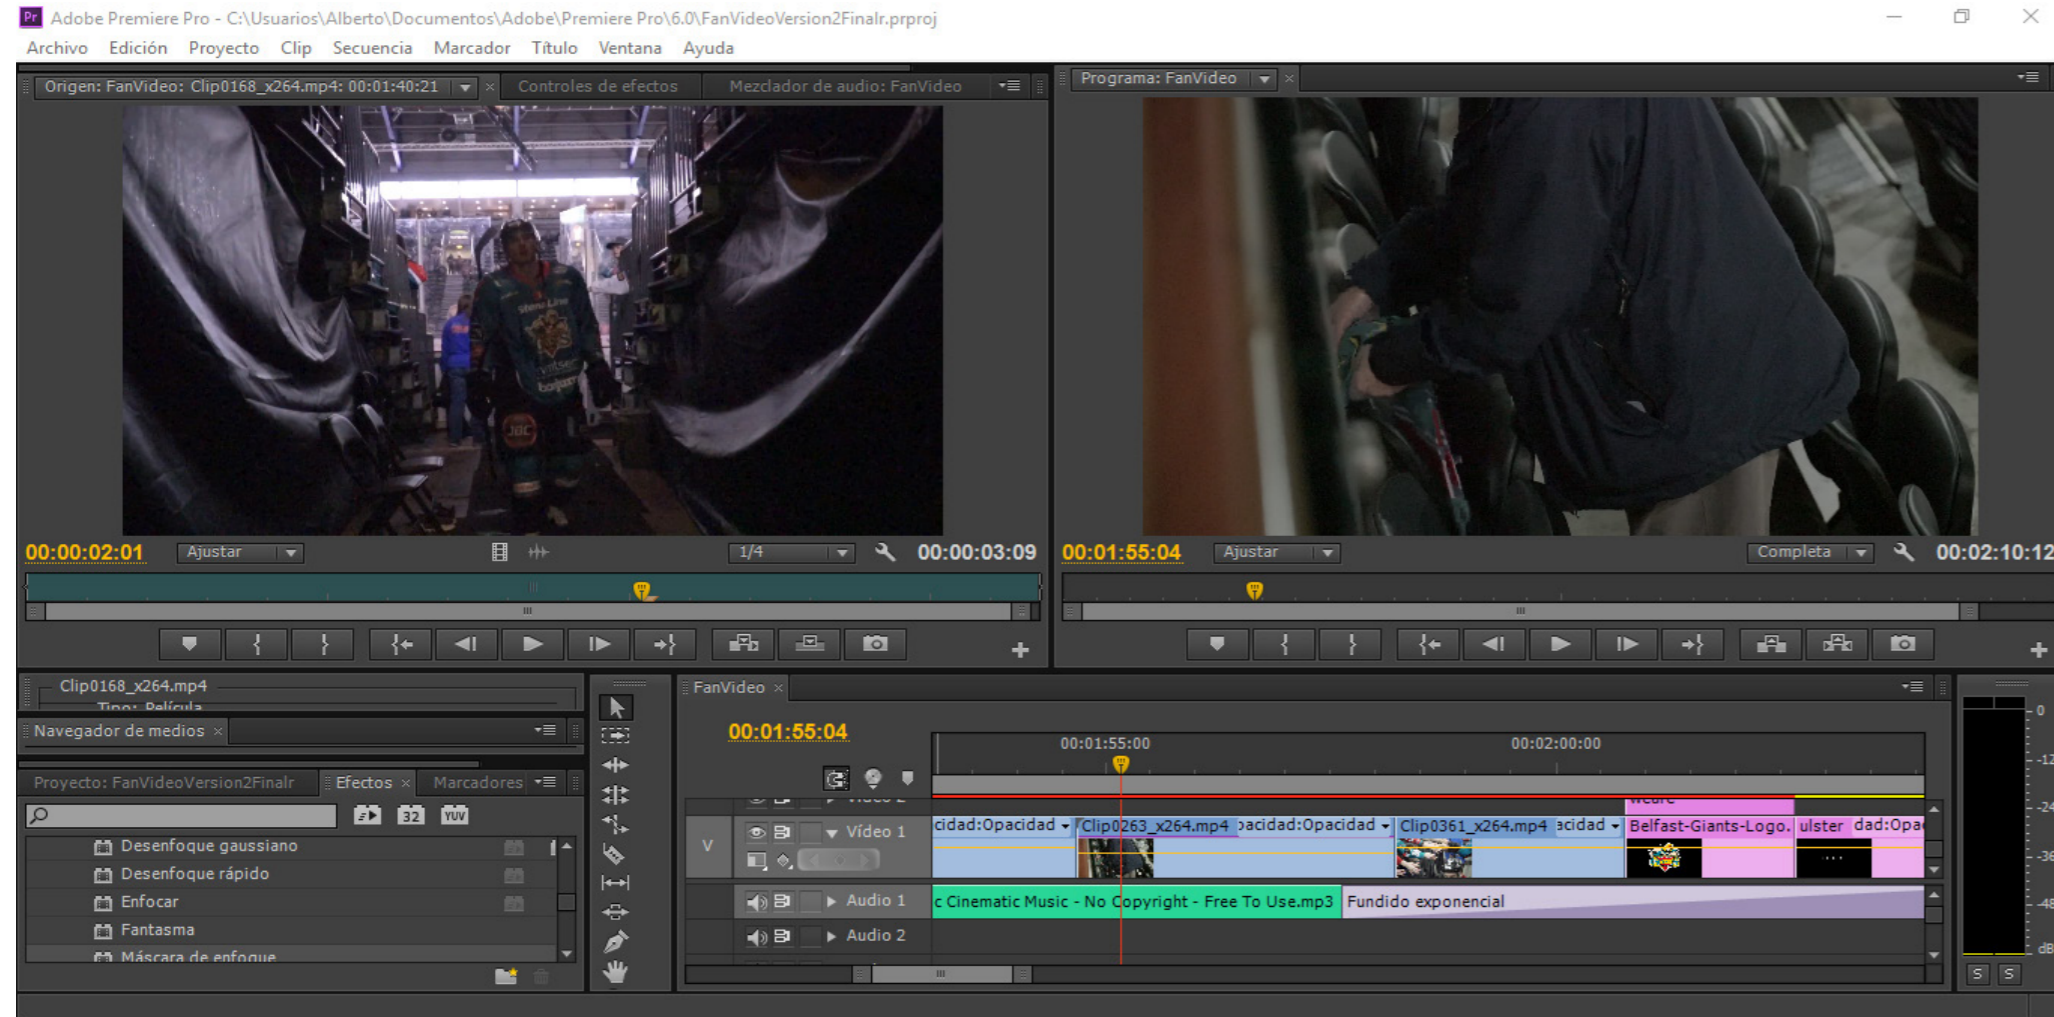 Pr Adobe Premiere Pro - C:\Usuarios\Alberto\Documentos\Adobe\Premiere Pro\6.0\FanVideoVersion2Finalr.prproj
Archivo Edición Proyecto Clip Secuencia Marcador Título Ventana Ayuda
Origen: FanVideo: Clip0168_x264.mp4: 00:01:40:21 Controles de efectos Mezclador de audio: FanVideo
Programa: FanVideo
Stena Line
JBC
00:00:02:01 Ajustar 1/4 00:00:03:09
00:01:55:04 Ajustar Completa 00:02:10:12
Clip0168_x264.mp4
Tipo: Película
Navegador de medios
Proyecto: FanVideoVersion2Finalr Efectos Marcadores
32 YUV
Desenfoque gaussiano
Desenfoque rápido
Enfocar
Fantasma
Máscara de enfoque
FanVideo
00:01:55:04
00:01:55:00 00:02:00:00
V Vídeo 1
cidad:Opacidad Clip0263_x264.mp4 pacidad:Opacidad Clip0361_x264.mp4 acidad Belfast-Giants-Logo. ulster dad:Opa
Audio 1 c Cinematic Music - No Copyright - Free To Use.mp3 Fundido exponencial
Audio 2
0
-12
-24
-36
-48
dB
S S